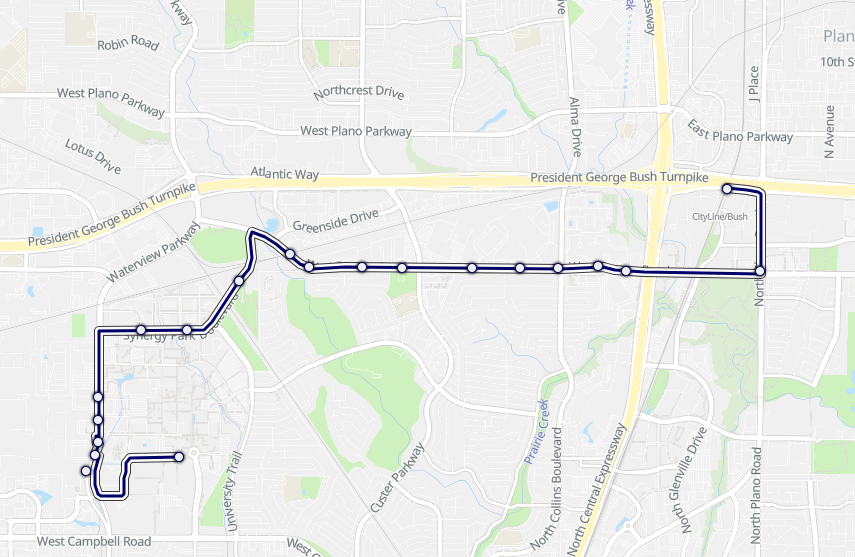 Parkway
Robin Road
West Plano Parkway
Northcrest Drive
West Plano Parkway
Lotus Drive
Atlantic Way
President George Bush Turnpike
President George Bush Turnpike
Alma Drive
East Plano Parkway
J Place
N Avenue
Plan
10th S
CityLine/Bush
Greenside Drive
Waterview Parkway
North
Synergy Park
Prairie Creek
Custer Parkway
University Trail
North Collins Boulevard
North Central Expressway
North Glenville Drive
North Plano Road
West Campbell Road